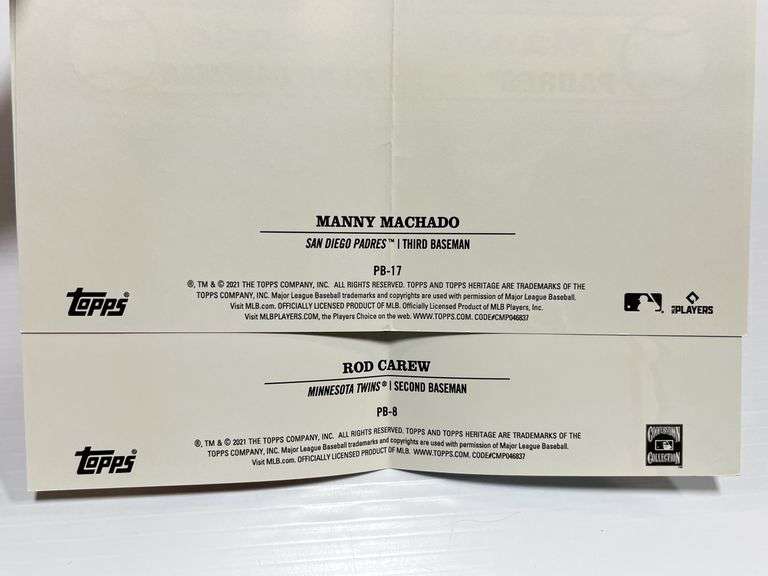 PADRES
MANNY MACHADO
SAN DIEGO PADRES™ | THIRD BASEMAN
PB-17
®, TM & © 2021 THE TOPPS COMPANY, INC. ALL RIGHTS RESERVED. TOPPS AND TOPPS HERITAGE ARE TRADEMARKS OF THE
TOPPS COMPANY, INC. Major League Baseball trademarks and copyrights are used with permission of Major League Baseball.
Visit MLB.com. OFFICIALLY LICENSED PRODUCT OF MLB. Officially Licensed Product of MLB Players, Inc.
Visit MLBPLAYERS.COM, the Players Choice on the web. WWW.TOPPS.COM. CODE#CMP046837
Topps®
MLB PLAYERS
ROD CAREW
MINNESOTA TWINS® | SECOND BASEMAN
PB-8
®, TM & © 2021 THE TOPPS COMPANY, INC. ALL RIGHTS RESERVED. TOPPS AND TOPPS HERITAGE ARE TRADEMARKS OF THE
TOPPS COMPANY, INC. Major League Baseball trademarks and copyrights are used with permission of Major League Baseball.
Visit MLB.com. OFFICIALLY LICENSED PRODUCT OF MLB. WWW.TOPPS.COM. CODE#CMP046837
Topps®
COOPERSTOWN
COLLECTION